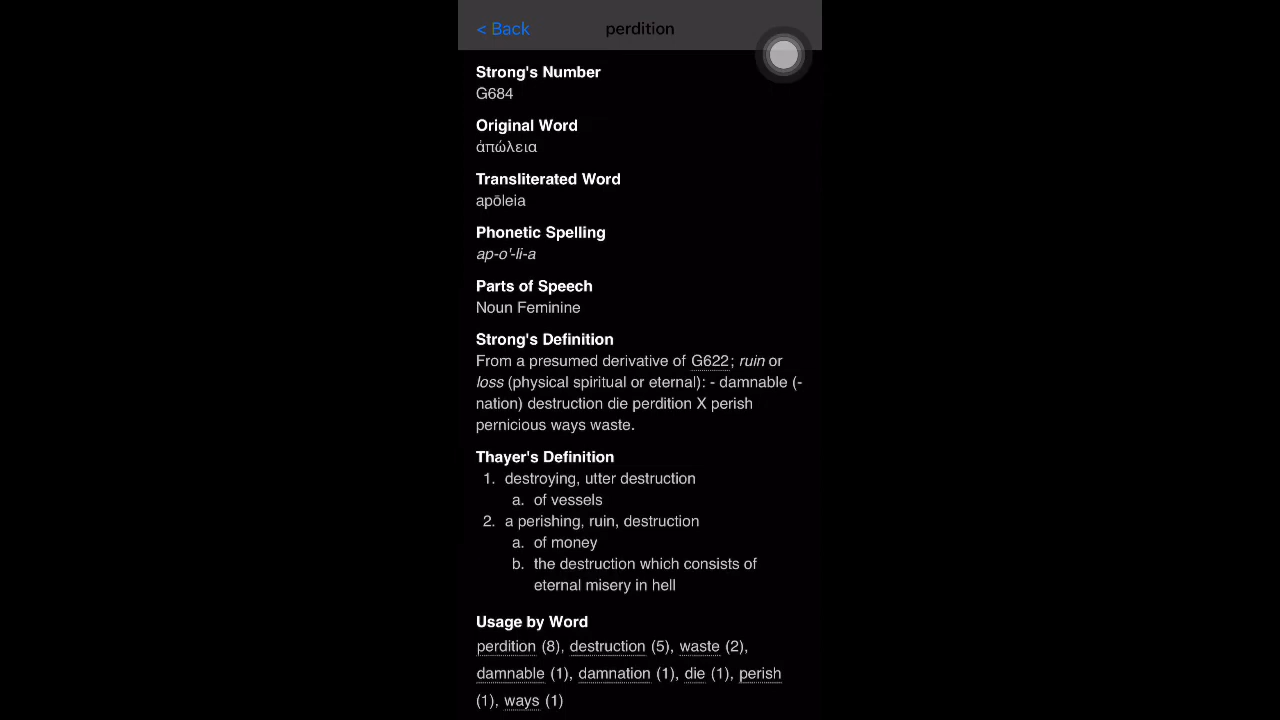 < Back
perdition
Strong's Number
G684
Original Word
ἀπώλεια
Transliterated Word
apōleia
Phonetic Spelling
ap-o'-li-a
Parts of Speech
Noun Feminine
Strong's Definition
From a presumed derivative of G622; ruin or
loss (physical spiritual or eternal): - damnable (-
nation) destruction die perdition X perish
pernicious ways waste.
Thayer's Definition
1. destroying, utter destruction
a. of vessels
2. a perishing, ruin, destruction
a. of money
b. the destruction which consists of
eternal misery in hell
Usage by Word
perdition (8), destruction (5), waste (2),
damnable (1), damnation (1), die (1), perish
(1), ways (1)